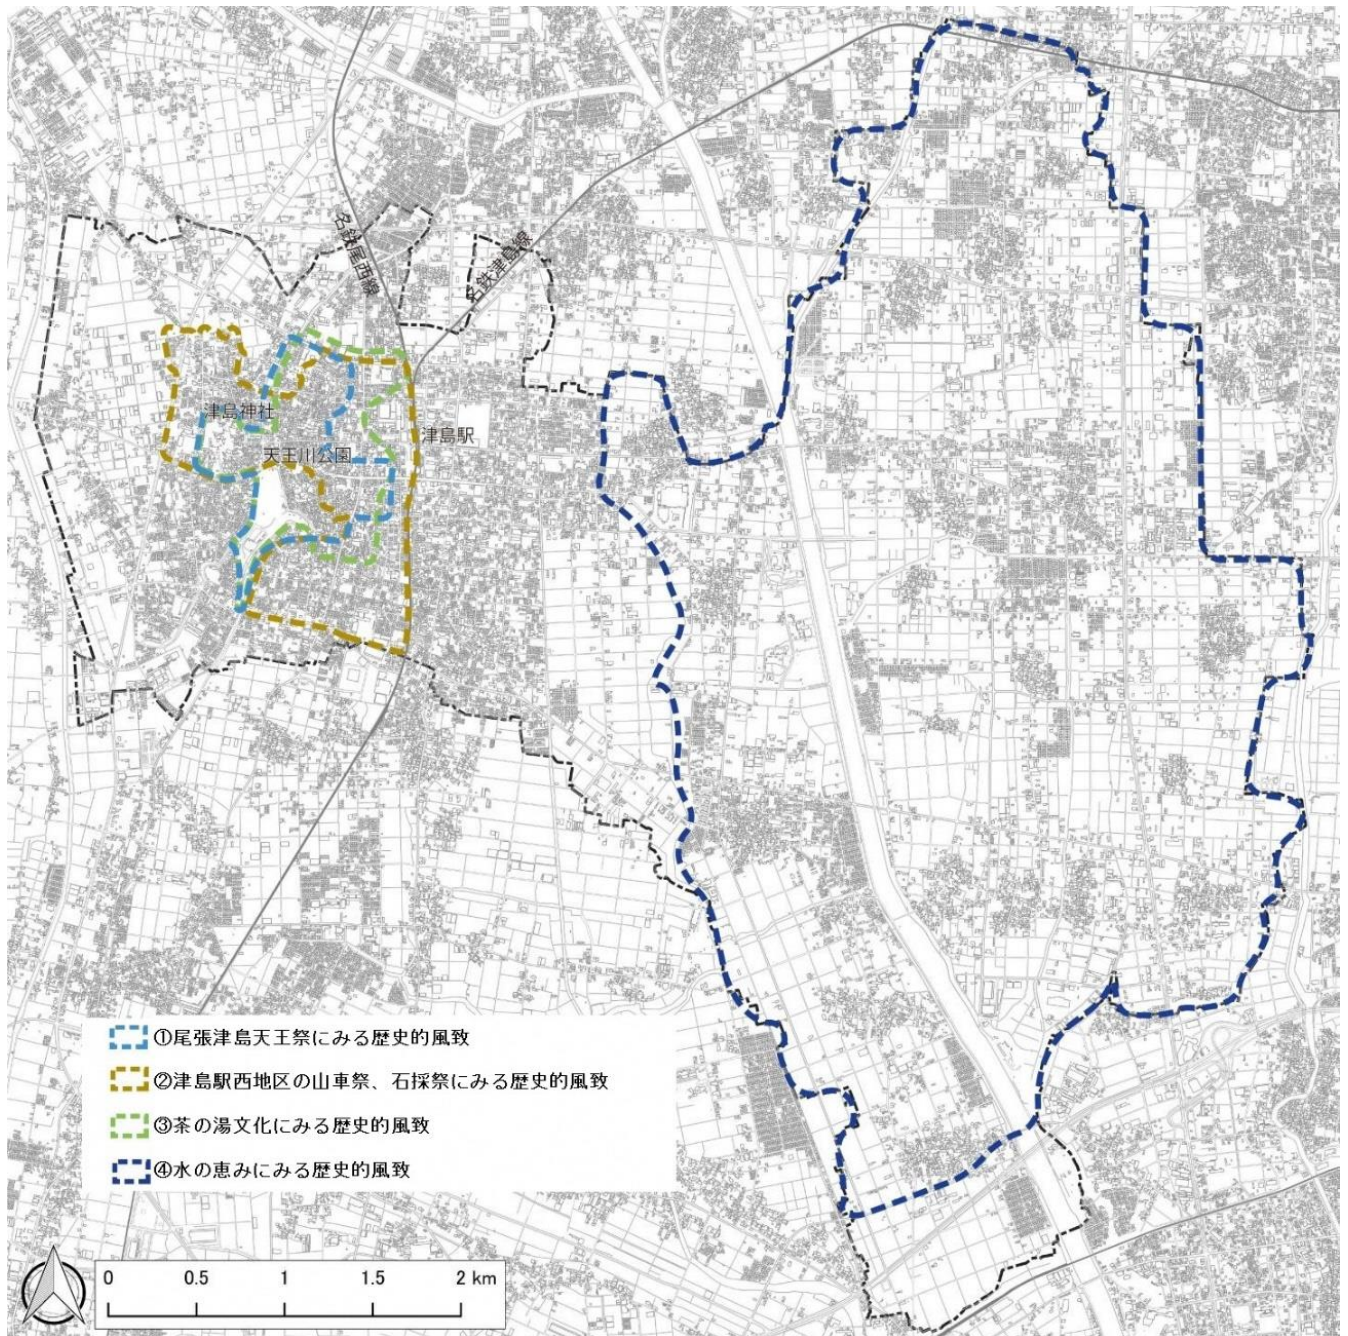 名鉄尾西線
名鉄津島線
津島神社
津島駅
天王川公園
①尾張津島天王祭にみる歴史的風致
②津島駅西地区の山車祭、石採祭にみる歴史的風致
③茶の湯文化にみる歴史的風致
④水の恵みにみる歴史的風致
0 0.5 1 1.5 2 km